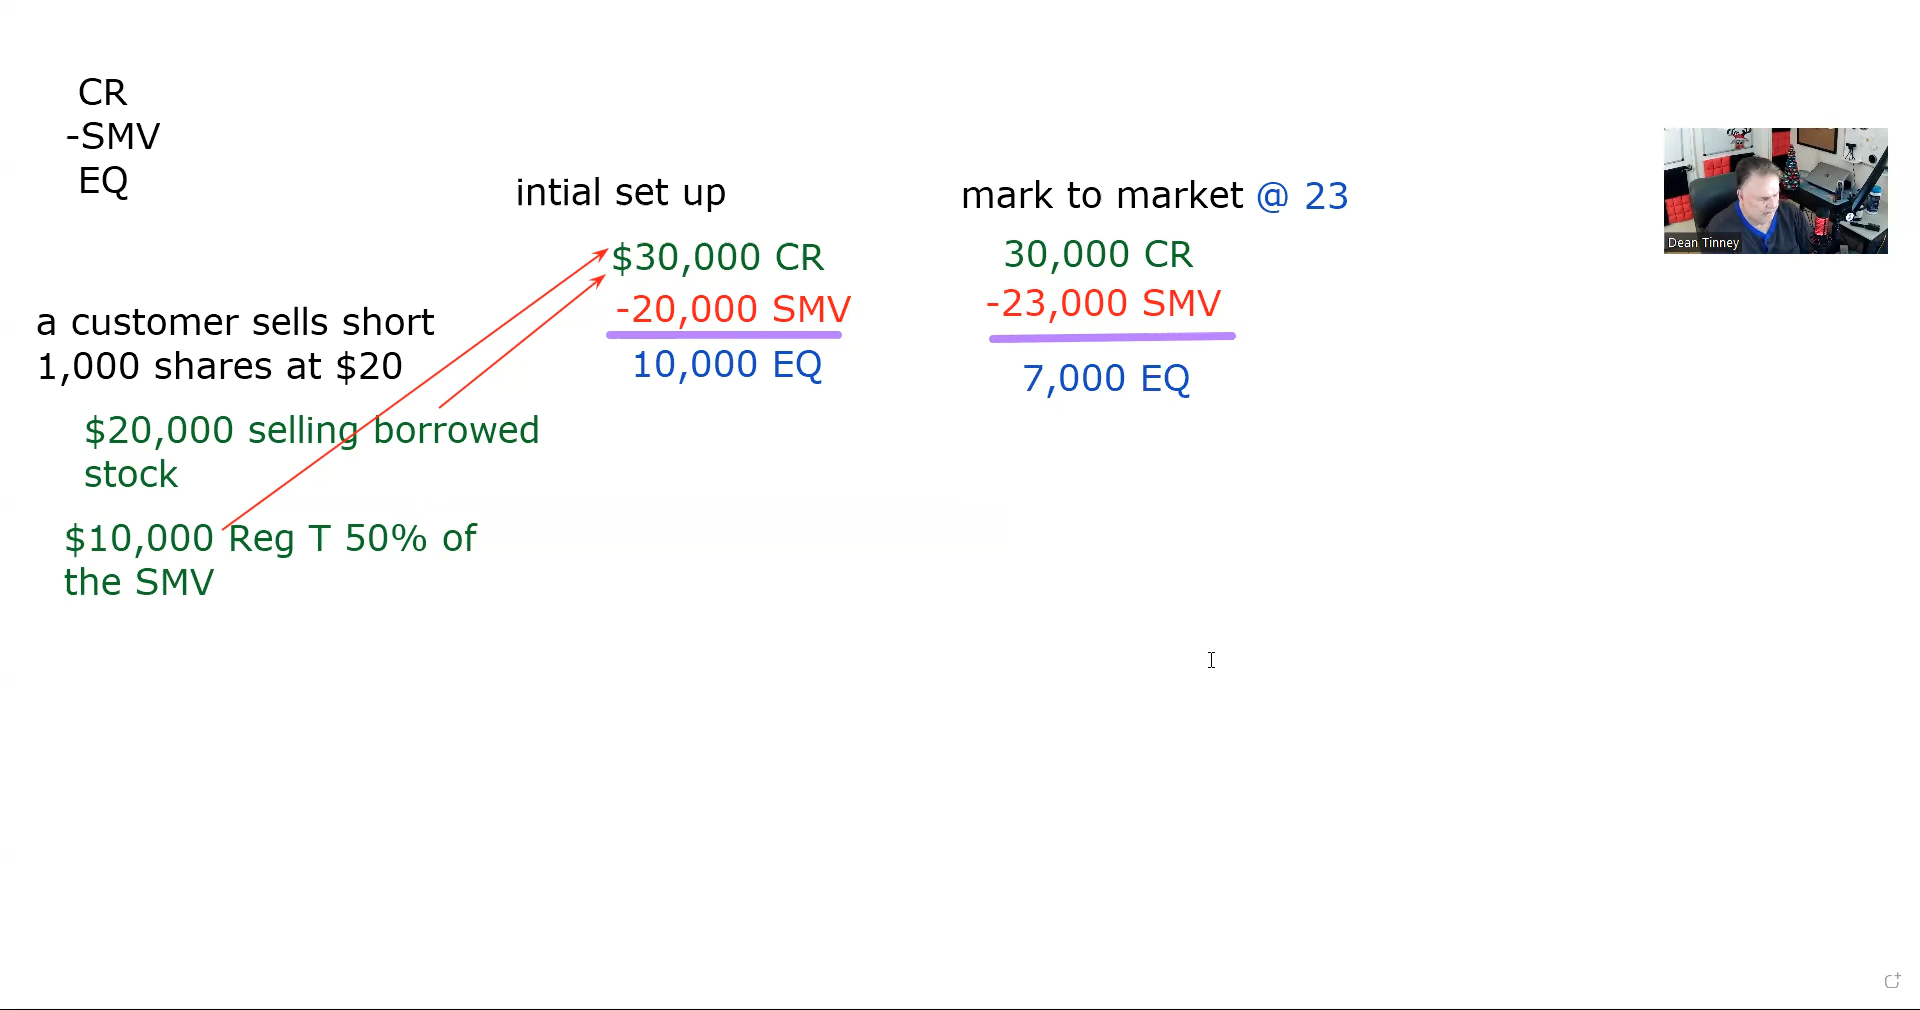 CR
-SMV
EQ
a customer sells short
1,000 shares at $20
$20,000 selling borrowed
stock
$10,000 Reg T 50% of
the SMV
intial set up
$30,000 CR
-20,000 SMV
10,000 EQ
mark to market @ 23
30,000 CR
-23,000 SMV
7,000 EQ
Dean Tinney